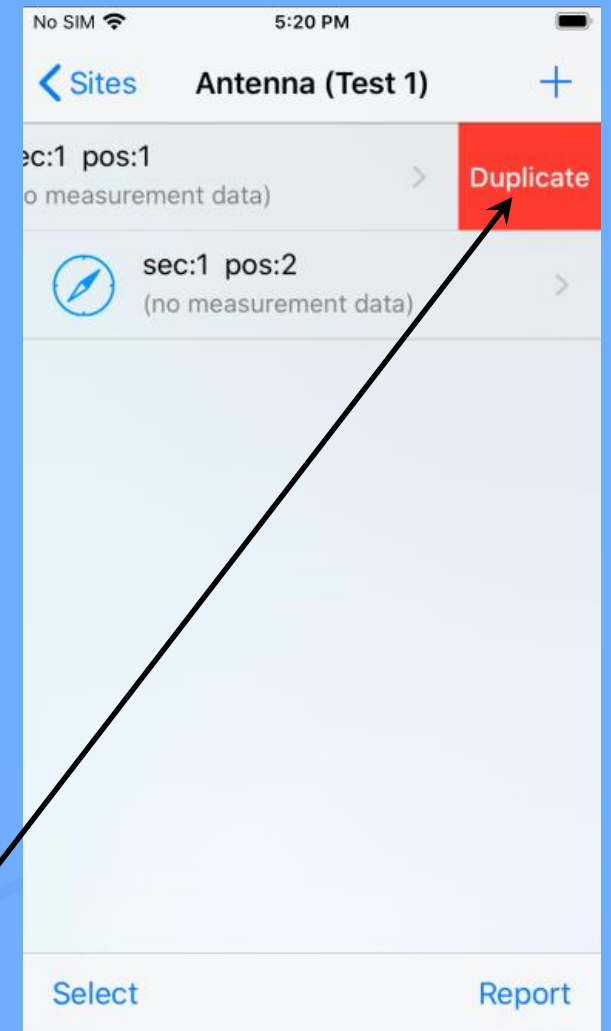 No SIM 5:20 PM
Sites Antenna (Test 1) +
ec:1 pos:1
o measurement data)
Duplicate
sec:1 pos:2
(no measurement data)
Select Report